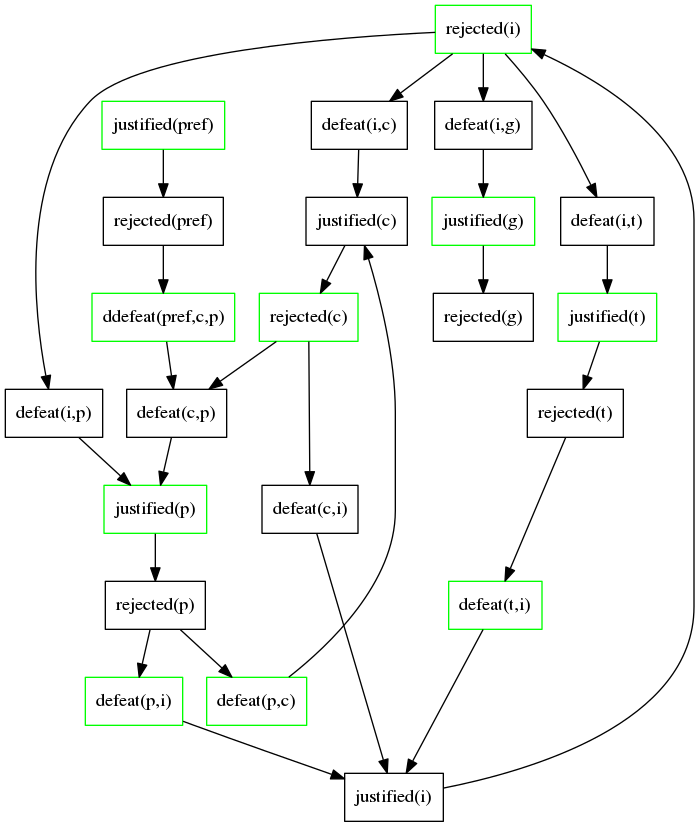 rejected(i)
justified(pref)
defeat(i,c)
defeat(i,g)
rejected(pref)
justified(c)
justified(g)
defeat(i,t)
ddefeat(pref,c,p)
rejected(c)
rejected(g)
justified(t)
defeat(i,p)
defeat(c,p)
rejected(t)
justified(p)
defeat(c,i)
rejected(p)
defeat(t,i)
defeat(p,i)
defeat(p,c)
justified(i)